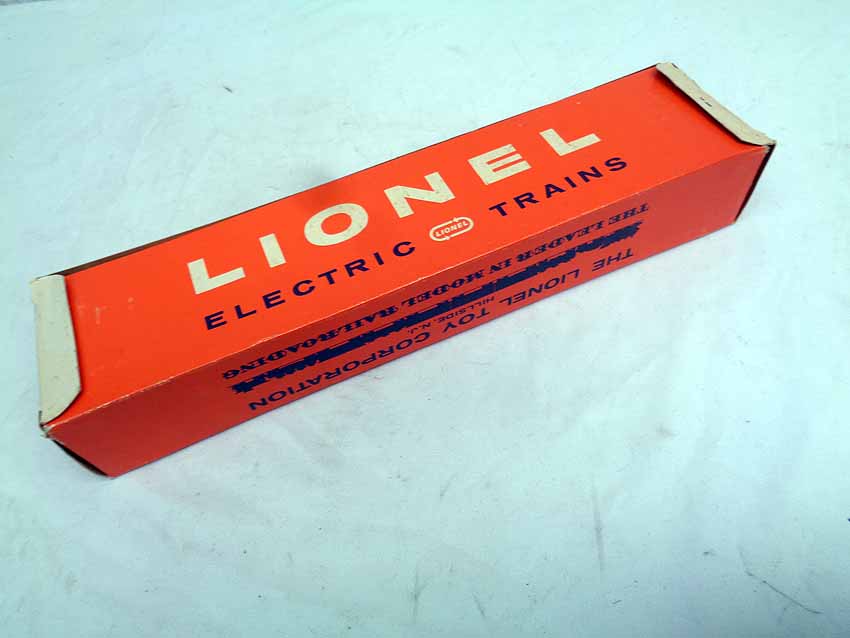 LIONEL
ELECTRIC LIONEL TRAINS
THE LEADER IN MODEL RAILROADING
THE LIONEL TOY CORPORATION
HILLSIDE, N.J.